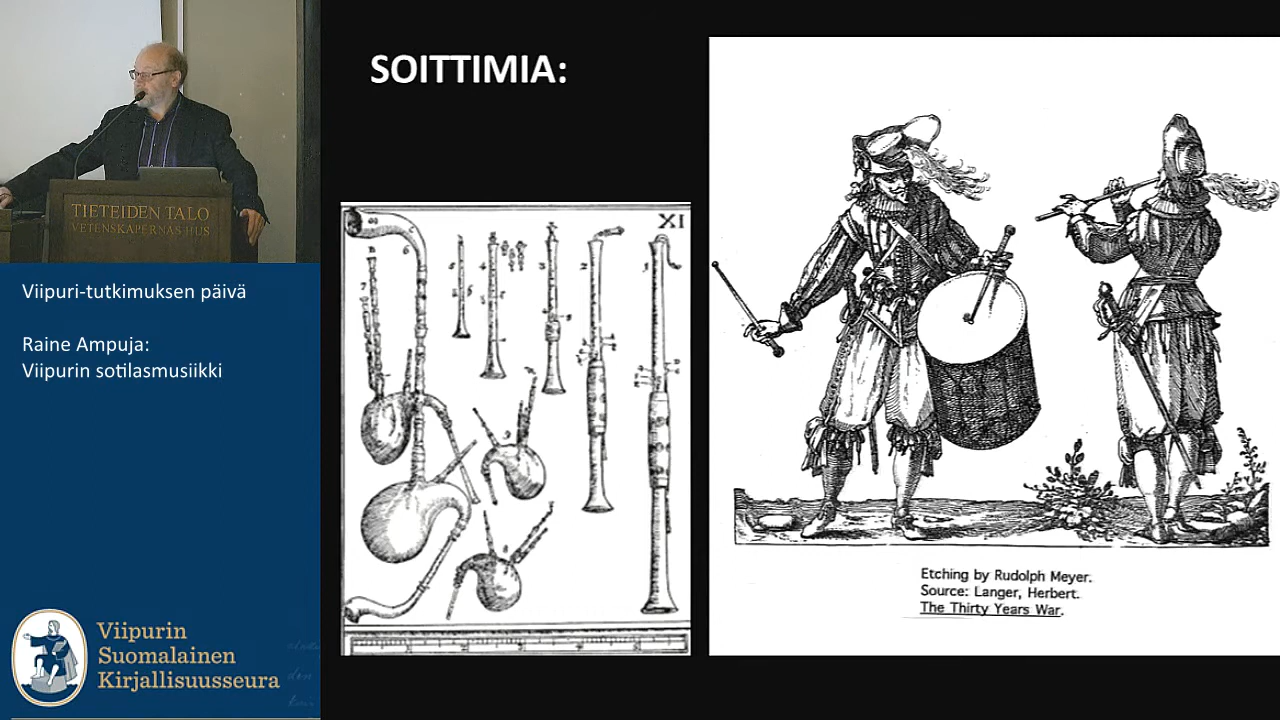 TIETEIDEN TALO
VETENSKAPERNAS HUS
Viipuri-tutkimuksen päivä
Raine Ampuja:
Viipurin sotilasmusiikki
Viipurin
Suomalainen
Kirjallisuusseura
SOITTIMIA:
XI
Etching by Rudolph Meyer.
Source: Langer, Herbert.
The Thirty Years War.